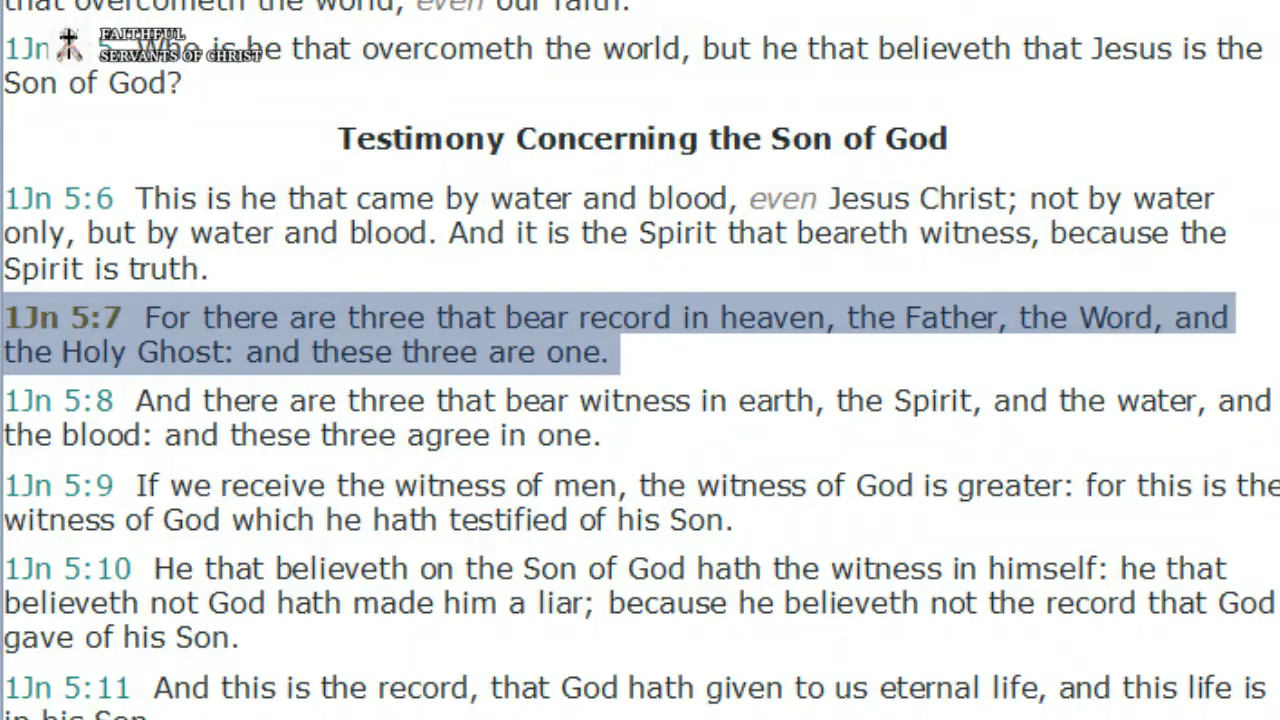 that overcometh the world, even our faith.
FAITHFUL
SERVANTS OF CHRIST
1Jn 5 Who is he that overcometh the world, but he that believeth that Jesus is the
Son of God?
Testimony Concerning the Son of God
1Jn 5:6 This is he that came by water and blood, even Jesus Christ; not by water
only, but by water and blood. And it is the Spirit that beareth witness, because the
Spirit is truth.
1Jn 5:7 For there are three that bear record in heaven, the Father, the Word, and
the Holy Ghost: and these three are one.
1Jn 5:8 And there are three that bear witness in earth, the Spirit, and the water, and
the blood: and these three agree in one.
1Jn 5:9 If we receive the witness of men, the witness of God is greater: for this is the
witness of God which he hath testified of his Son.
1Jn 5:10 He that believeth on the Son of God hath the witness in himself: he that
believeth not God hath made him a liar; because he believeth not the record that God
gave of his Son.
1Jn 5:11 And this is the record, that God hath given to us eternal life, and this life is
in his Son.